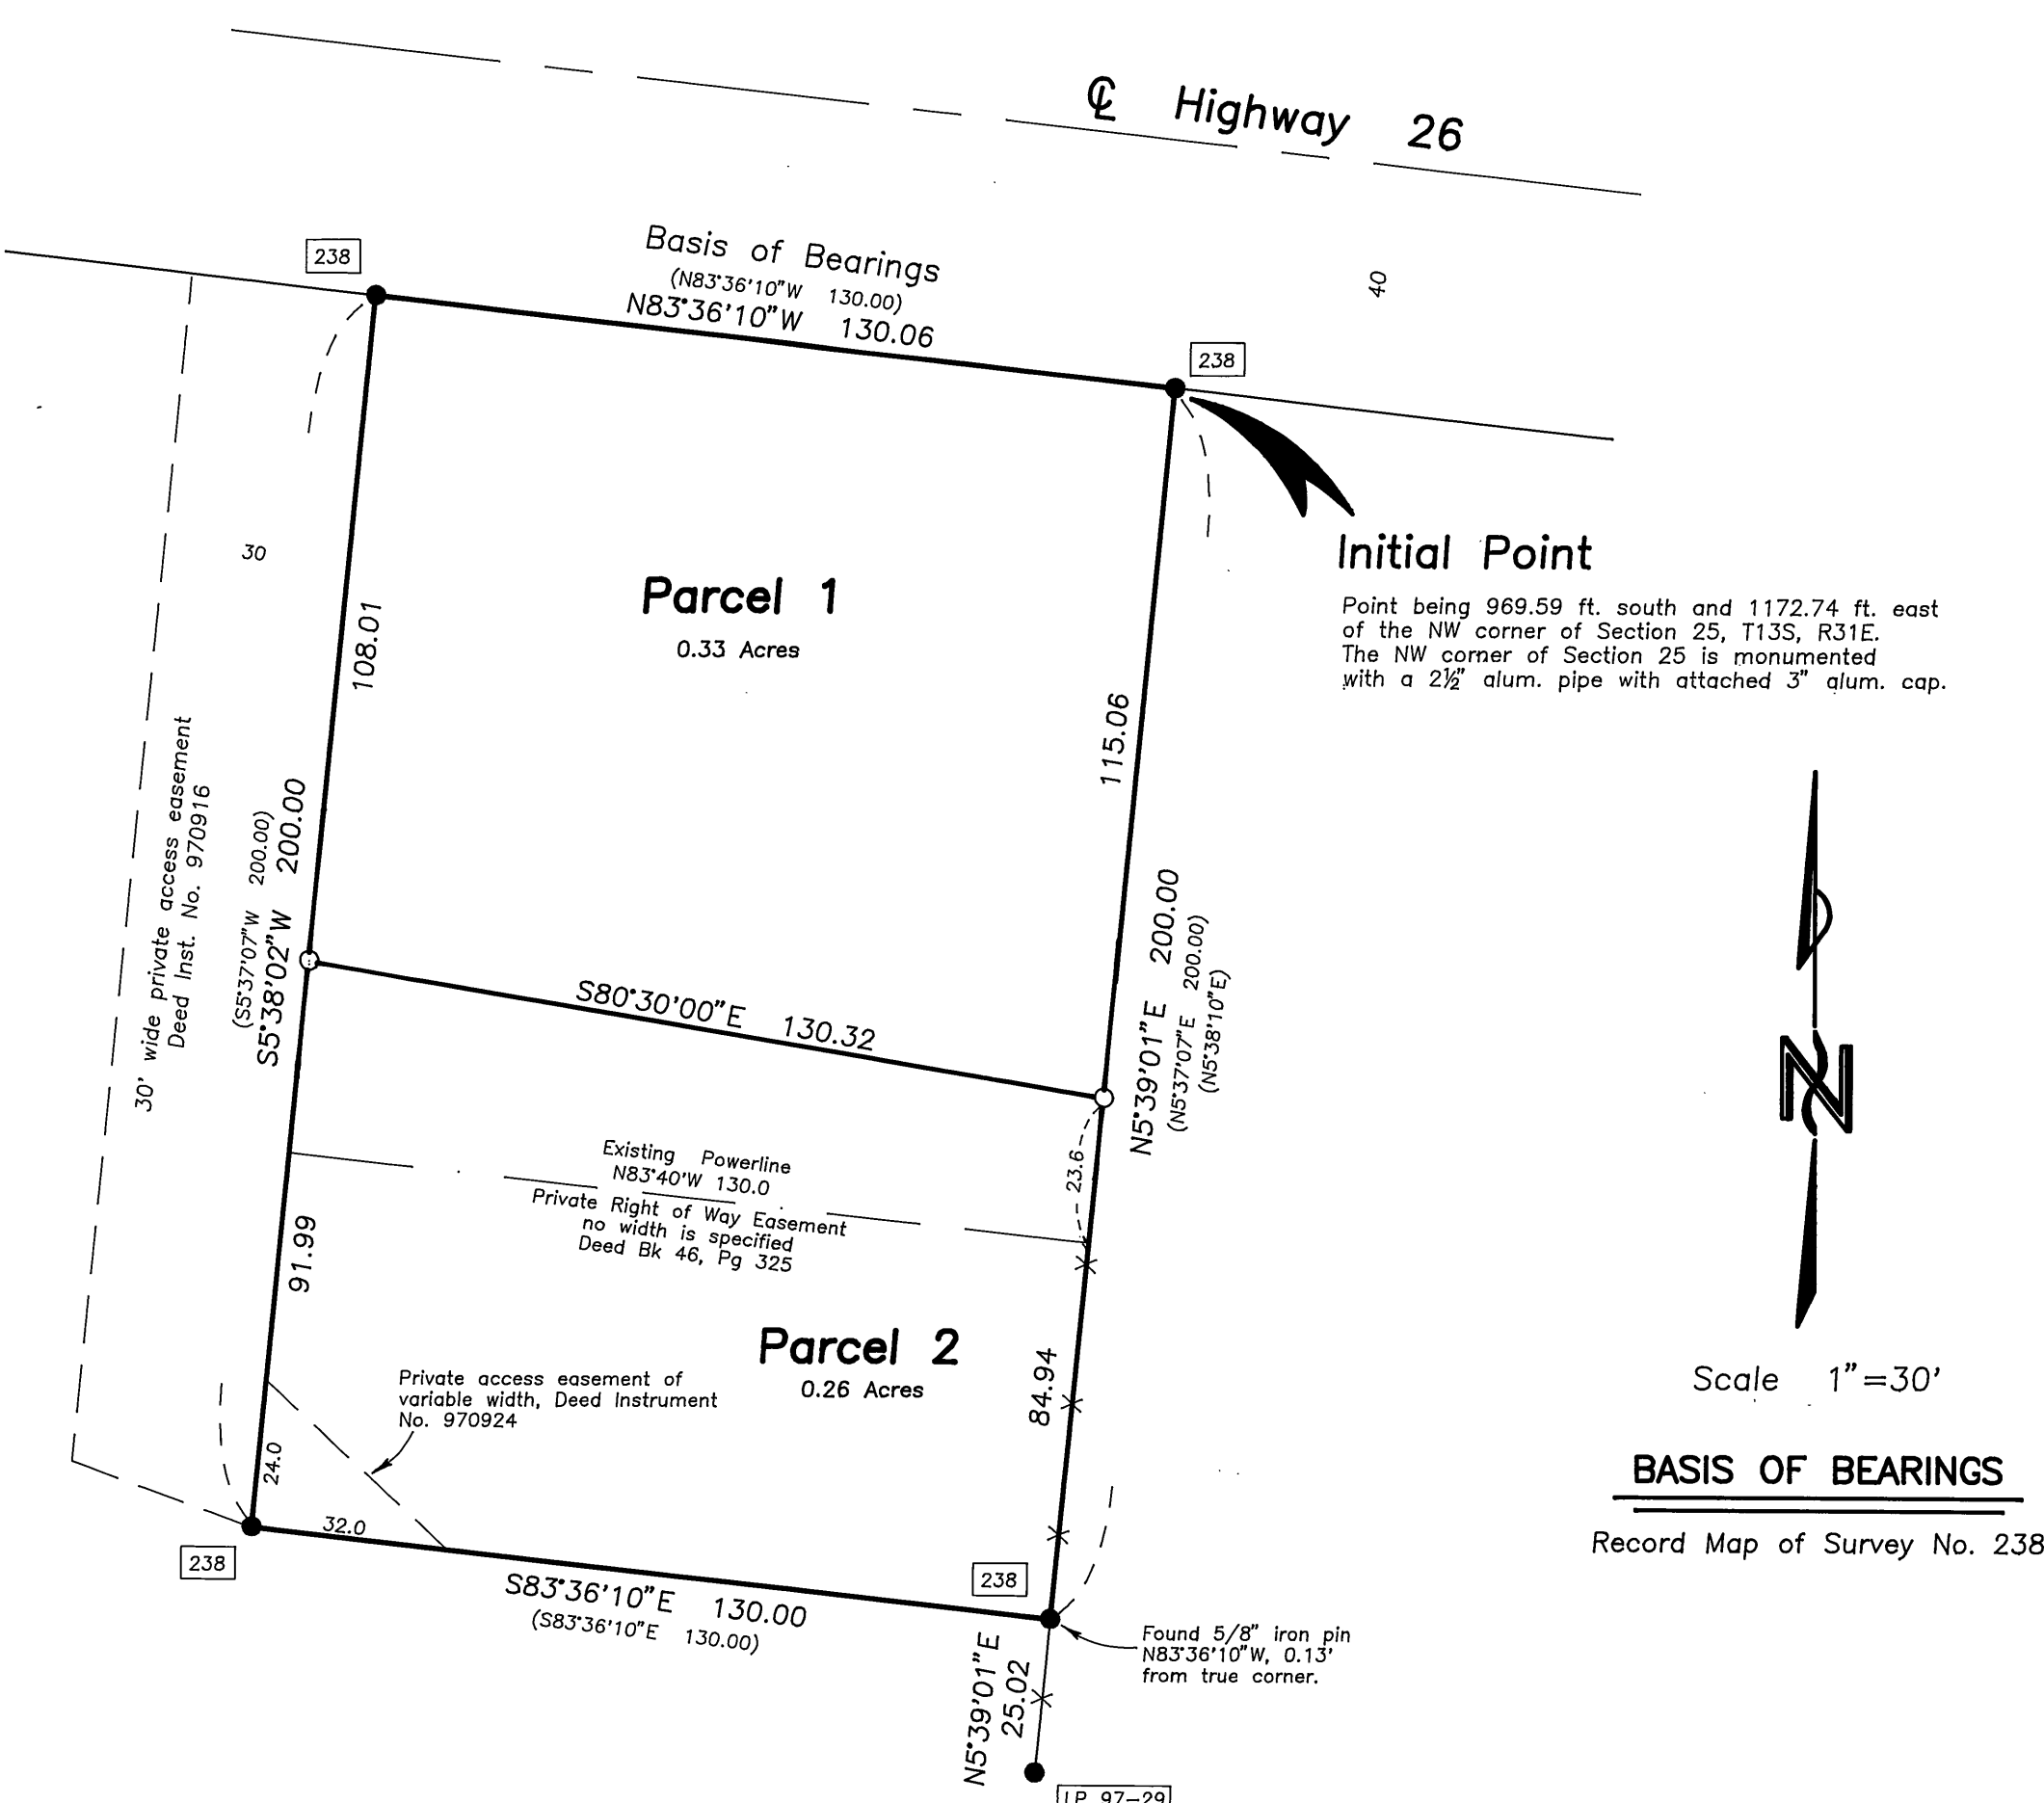 ℄ Highway 26
238
Basis of Bearings
(N83°36'10"W 130.00)
N83°36'10"W 130.06
40
238
30
108.01
Parcel 1
0.33 Acres
115.06
Initial Point
Point being 969.59 ft. south and 1172.74 ft. east
of the NW corner of Section 25, T13S, R31E.
The NW corner of Section 25 is monumented
with a 2½" alum. pipe with attached 3" alum. cap.
30' wide private access easement
Deed Inst. No. 970916
(S5°37'07"W 200.00)
S5°38'02"W 200.00
S80°30'00"E 130.32
N5°39'01"E 200.00
(N5°37'07"E 200.00)
(N5°38'10"E)
N
Existing Powerline
N83°40'W 130.0
Private Right of Way Easement
no width is specified
Deed Bk 46, Pg 325
23.6
91.99
Parcel 2
0.26 Acres
84.94
Private access easement of
variable width, Deed Instrument
No. 970924
24.0
32.0
238
S83°36'10"E 130.00
(S83°36'10"E 130.00)
238
Found 5/8" iron pin
N83°36'10"W, 0.13'
from true corner.
N5°39'01"E
25.02
LP 97-29
Scale 1"=30'
BASIS OF BEARINGS
Record Map of Survey No. 238